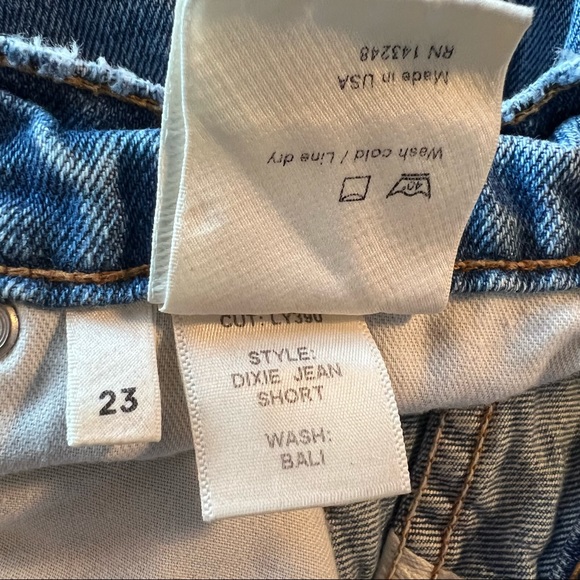 RN 143248
Made in USA
Wash cold / Line dry
40°
CUT: LY390
STYLE:
DIXIE JEAN
SHORT
WASH:
BALI
23